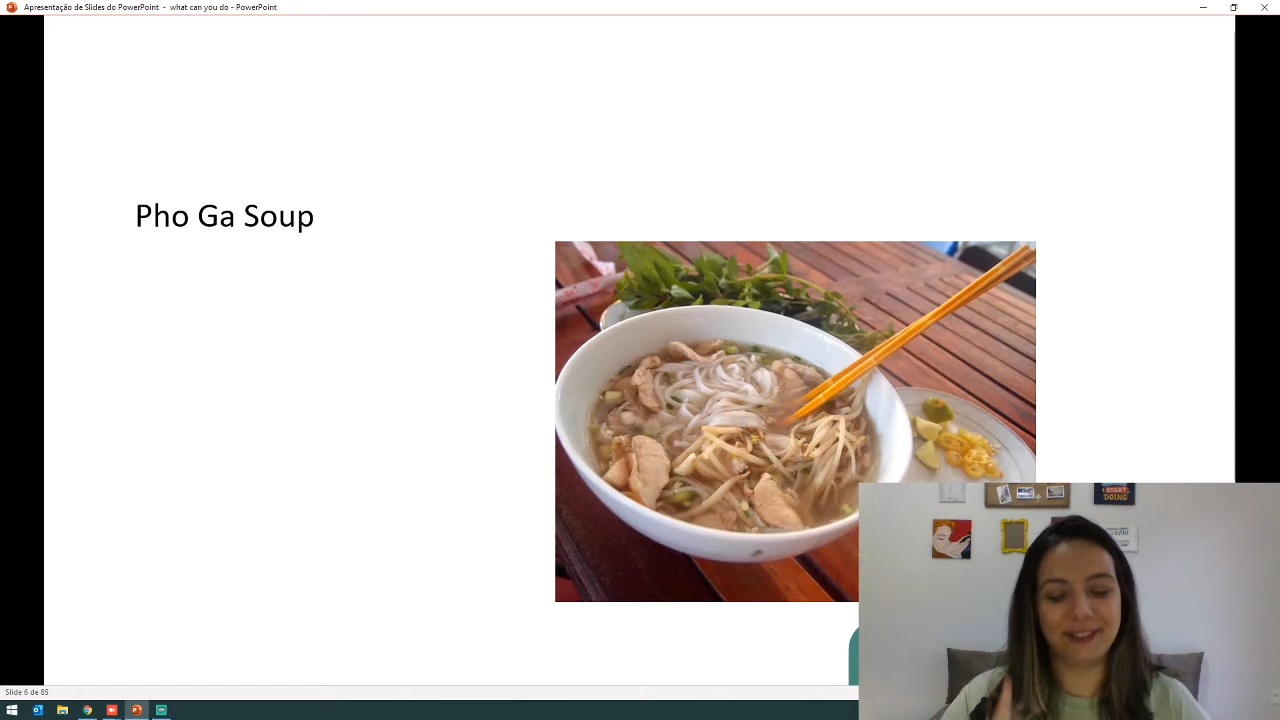 Apresentação de Slides do PowerPoint - what can you do - PowerPoint
Pho Ga Soup
START
DOING
Slide 6 de 85